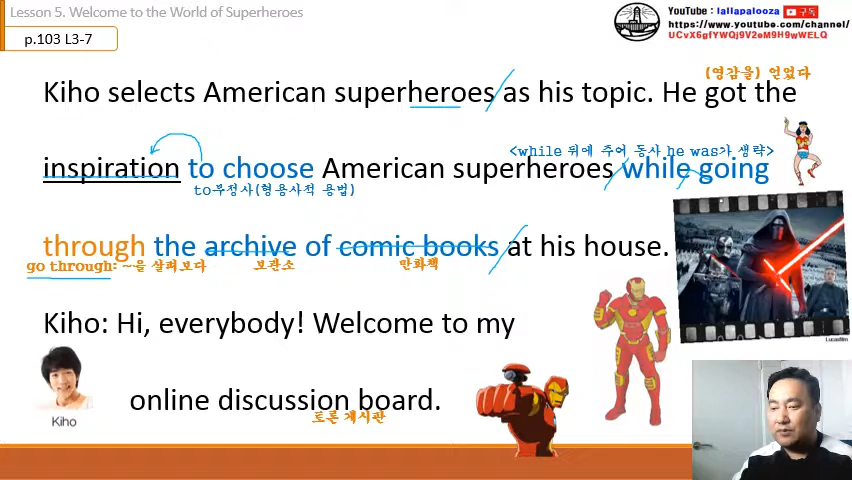 Lesson 5. Welcome to the World of Superheroes
YouTube : lallapalooza 구독
https://www.youtube.com/channel/
UCvX6gfYWQj9V2eM9H9wWELQ
p.103 L3-7
(영감을) 얻었다
Kiho selects American superheroes as his topic. He got the
<while 뒤에 주어 동사 he was가 생략>
inspiration to choose American superheroes while going
to부정사(형용사적 용법)
through the archive of comic books at his house.
go through: ~을 살펴보다 보관소 만화책
Lucasfilm
Kiho: Hi, everybody! Welcome to my
online discussion board.
토론 게시판
Kiho